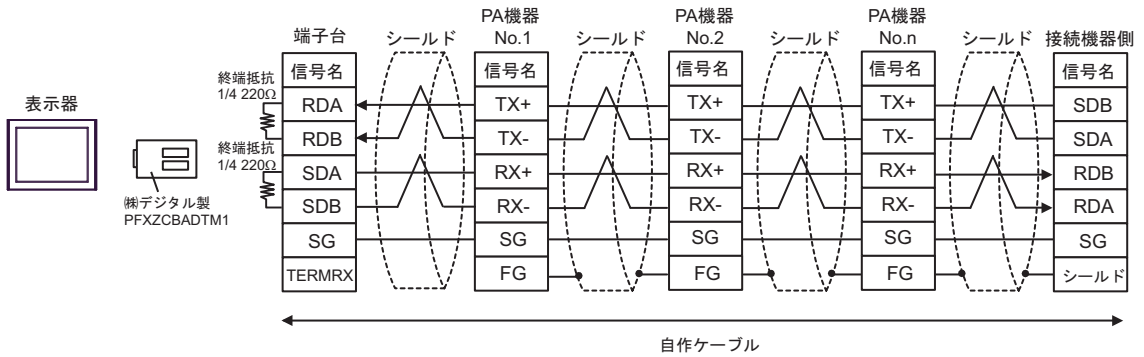 表示器
㈱デジタル製
PFXZCBADTM1
終端抵抗
1/4 220Ω
終端抵抗
1/4 220Ω
端子台
信号名
RDA
RDB
SDA
SDB
SG
TERMRX
シールド
PA機器
No.1
信号名
TX+
TX-
RX+
RX-
SG
FG
シールド
PA機器
No.2
信号名
TX+
TX-
RX+
RX-
SG
FG
シールド
PA機器
No.n
信号名
TX+
TX-
RX+
RX-
SG
FG
シールド
接続機器側
信号名
SDB
SDA
RDB
RDA
SG
シールド
自作ケーブル